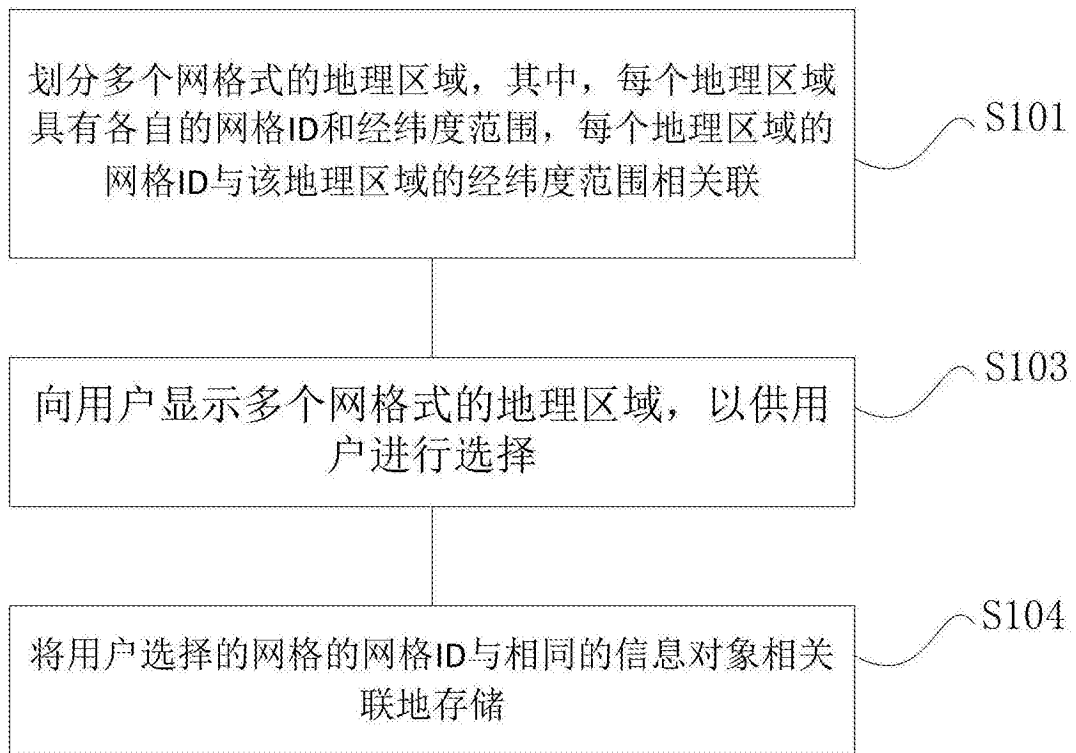 划分多个网格式的地理区域，其中，每个地理区域
具有各自的网格ID和经纬度范围，每个地理区域的
网格ID与该地理区域的经纬度范围相关联
S101
向用户显示多个网格式的地理区域，以供用
户进行选择
S103
将用户选择的网格的网格ID与相同的信息对象相关
联地存储
S104